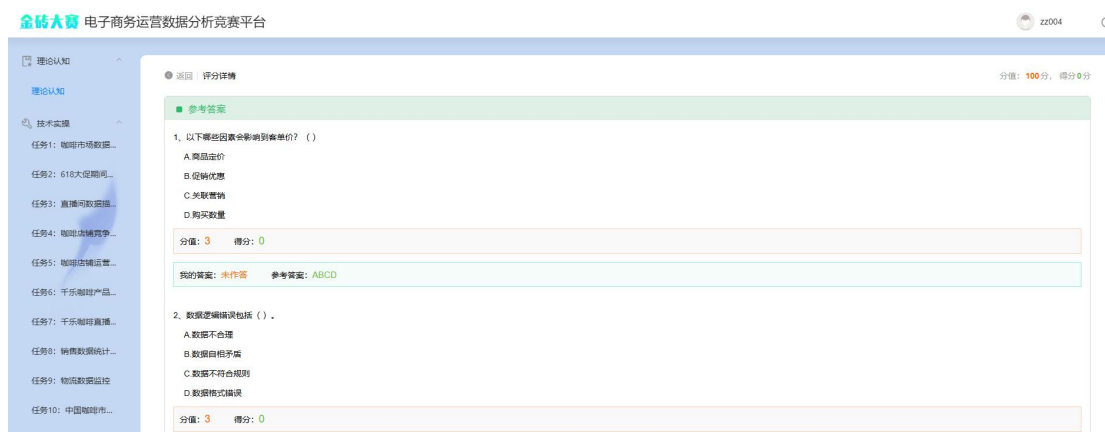 金砖大赛 电子商务运营数据分析竞赛平台
zz004
理论认知
理论认知
技术实操
任务1：咖啡市场数据...
任务2：618大促期间...
任务3：直播间数据描...
任务4：咖啡店铺竞争...
任务5：咖啡店铺运营...
任务6：千乐咖啡产品...
任务7：千乐咖啡直播...
任务8：销售数据统计...
任务9：物流数据监控
任务10：中国咖啡市...
返回 评分详情
分值：100分，得分0分
参考答案
1、以下哪些因素会影响到客单价？（）
A.商品定价
B.促销优惠
C.关联营销
D.购买数量
分值：3 得分：0
我的答案：未作答 参考答案：ABCD
2、数据逻辑错误包括（）。
A.数据不合理
B.数据自相矛盾
C.数据不符合规则
D.数据格式错误
分值：3 得分：0